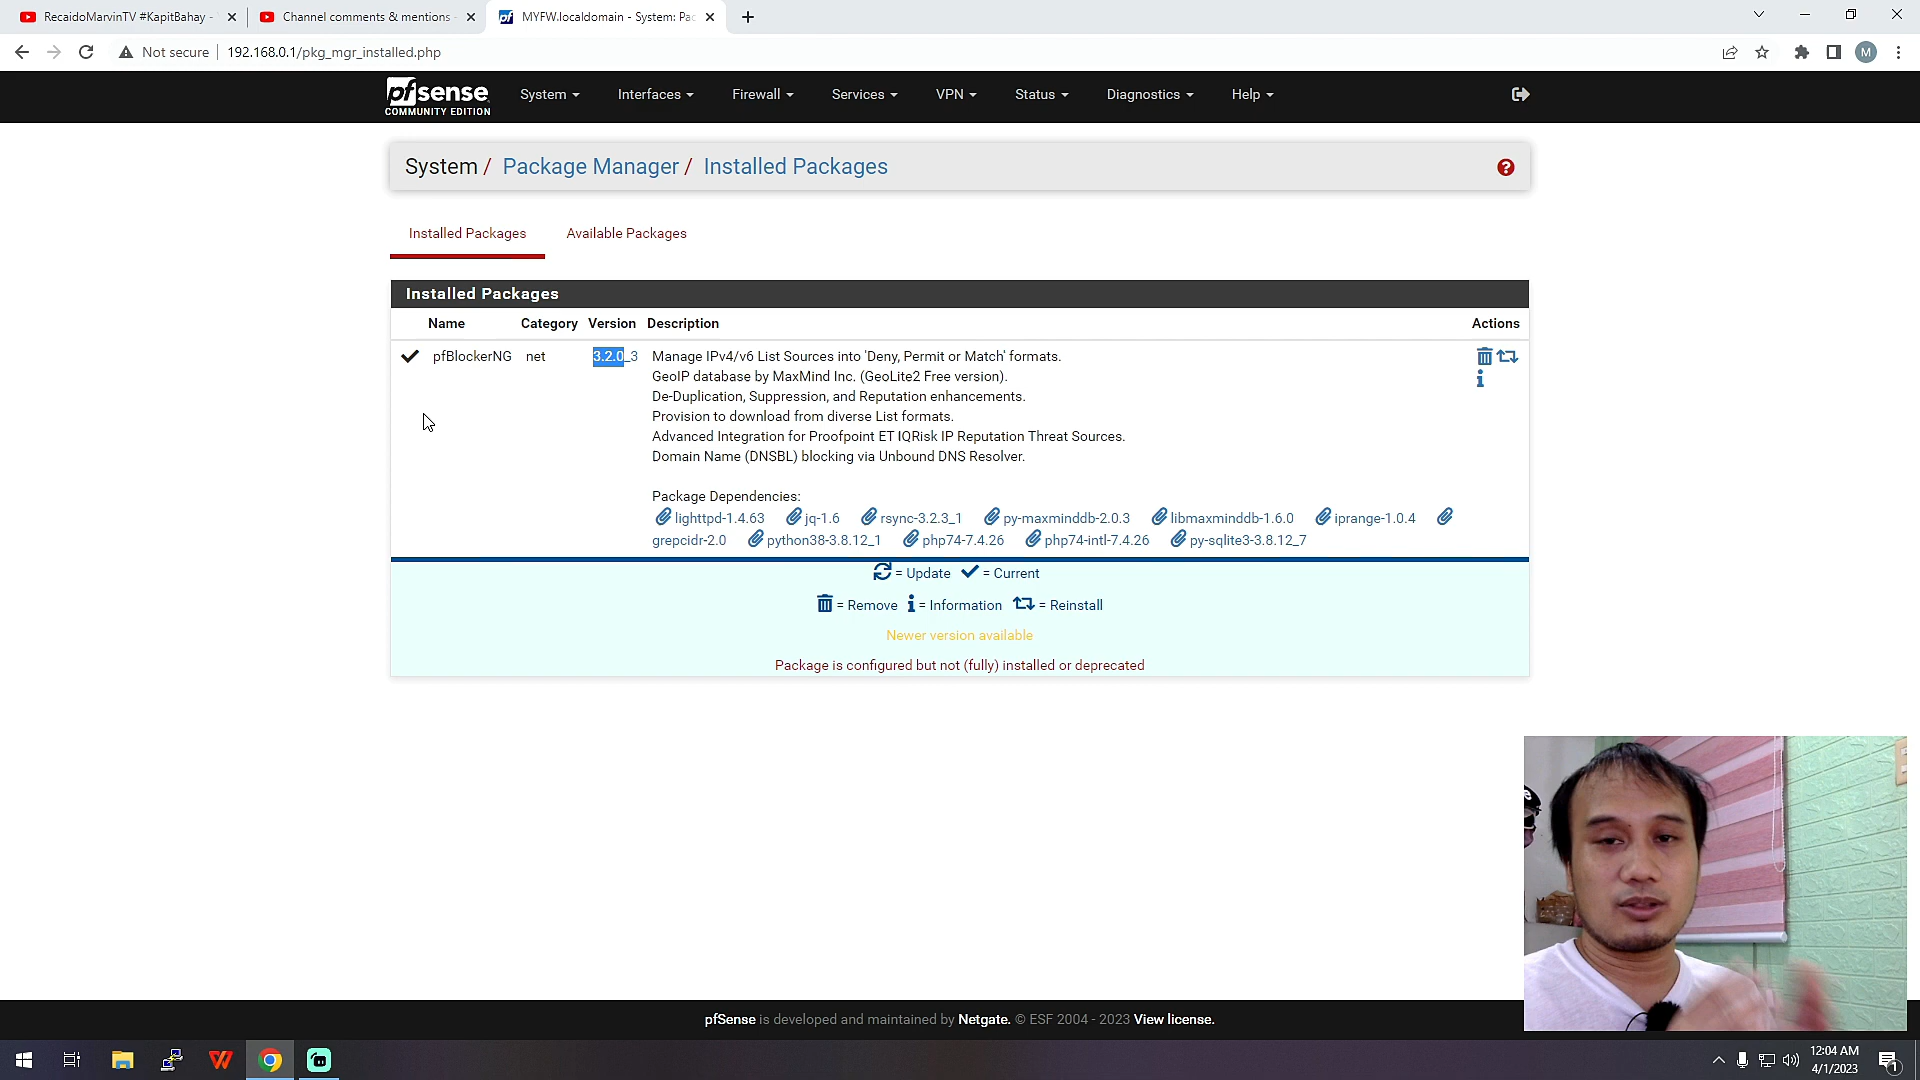 RecaidoMarvinTV #KapitBahay -
Channel comments & mentions -
MYFW.localdomain - System: Pac
Not secure
192.168.0.1/pkg_mgr_installed.php
M
pfsense
COMMUNITY EDITION
System
Interfaces
Firewall
Services
VPN
Status
Diagnostics
Help
System / Package Manager / Installed Packages
Installed Packages
Available Packages
Installed Packages
Name Category Version Description Actions
pfBlockerNG net 3.2.0_3 Manage IPv4/v6 List Sources into 'Deny, Permit or Match' formats.
GeoIP database by MaxMind Inc. (GeoLite2 Free version).
De-Duplication, Suppression, and Reputation enhancements.
Provision to download from diverse List formats.
Advanced Integration for Proofpoint ET IQRisk IP Reputation Threat Sources.
Domain Name (DNSBL) blocking via Unbound DNS Resolver.
Package Dependencies:
lighttpd-1.4.63 jq-1.6 rsync-3.2.3_1 py-maxminddb-2.0.3 libmaxminddb-1.6.0 iprange-1.0.4
grepcidr-2.0 python38-3.8.12_1 php74-7.4.26 php74-intl-7.4.26 py-sqlite3-3.8.12_7
= Update = Current
= Remove = Information = Reinstall
Newer version available
Package is configured but not (fully) installed or deprecated
pfSense is developed and maintained by Netgate. © ESF 2004 - 2023 View license.
12:04 AM
4/1/2023
1